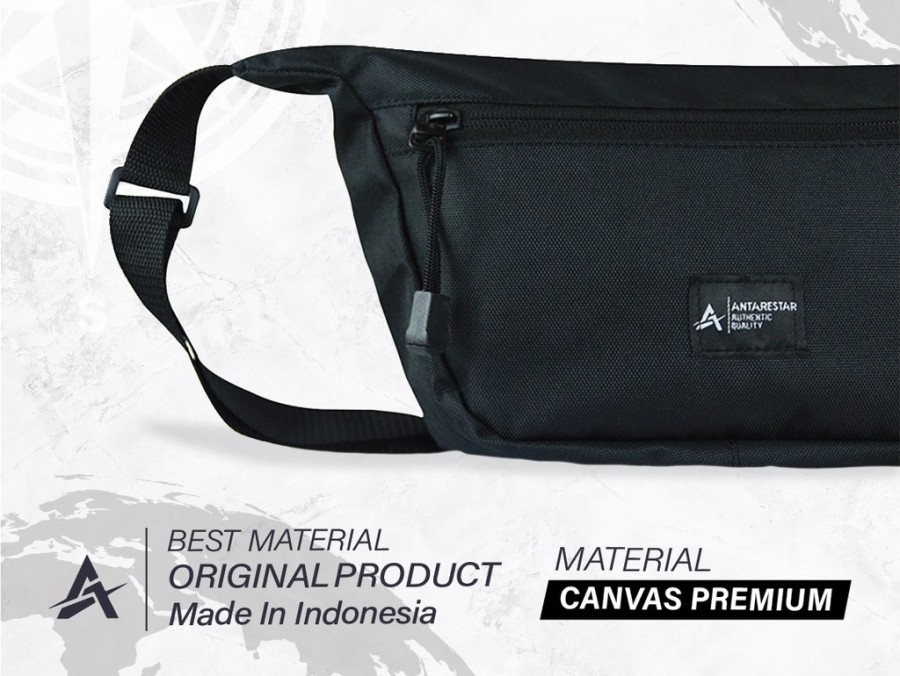 ANTARESTAR
AUTHENTIC
QUALITY
S
BEST MATERIAL
ORIGINAL PRODUCT
Made In Indonesia
MATERIAL
CANVAS PREMIUM